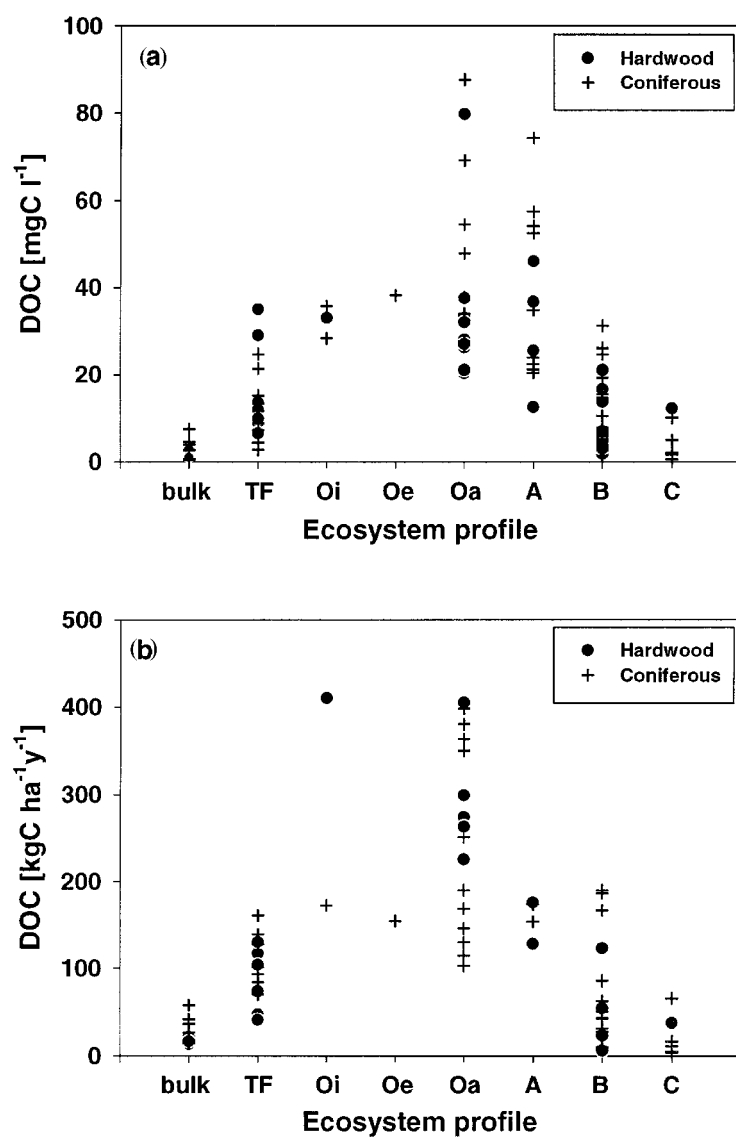 (a)
Hardwood
Coniferous
DOC [mgC l⁻¹]
100
80
60
40
20
0
bulk TF Oi Oe Oa A B C
Ecosystem profile
(b)
Hardwood
Coniferous
DOC [kgC ha⁻¹y⁻¹]
500
400
300
200
100
0
bulk TF Oi Oe Oa A B C
Ecosystem profile